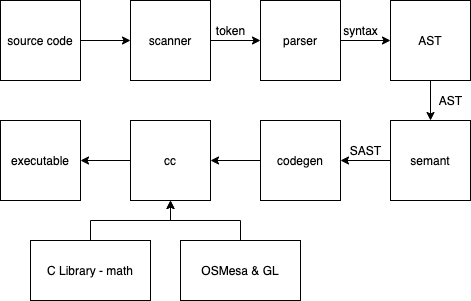 source code
scanner
token
parser
syntax
AST
AST
executable
cc
codegen
SAST
semant
C Library - math
OSMesa & GL